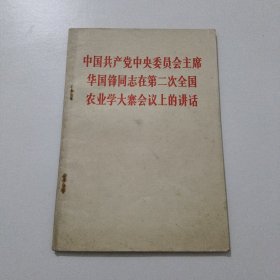 中国共产党中央委员会主席
华国锋同志在第二次全国
农业学大寨会议上的讲话